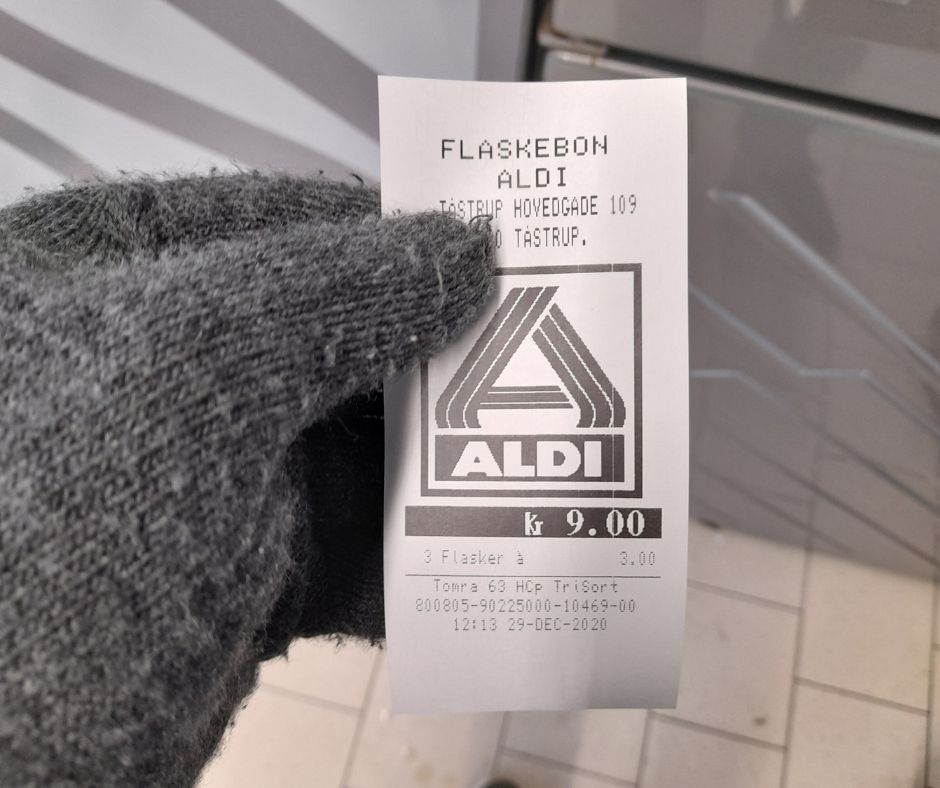 FLASKEBON
ALDI
TÅSTRUP HOVEDGADE 109
0 TÅSTRUP.
ALDI
Kr 9.00
3 Flasker à 3.00
Tomra 63 HCp TriSort
800805-90225000-10469-00
12:13 29-DEC-2020